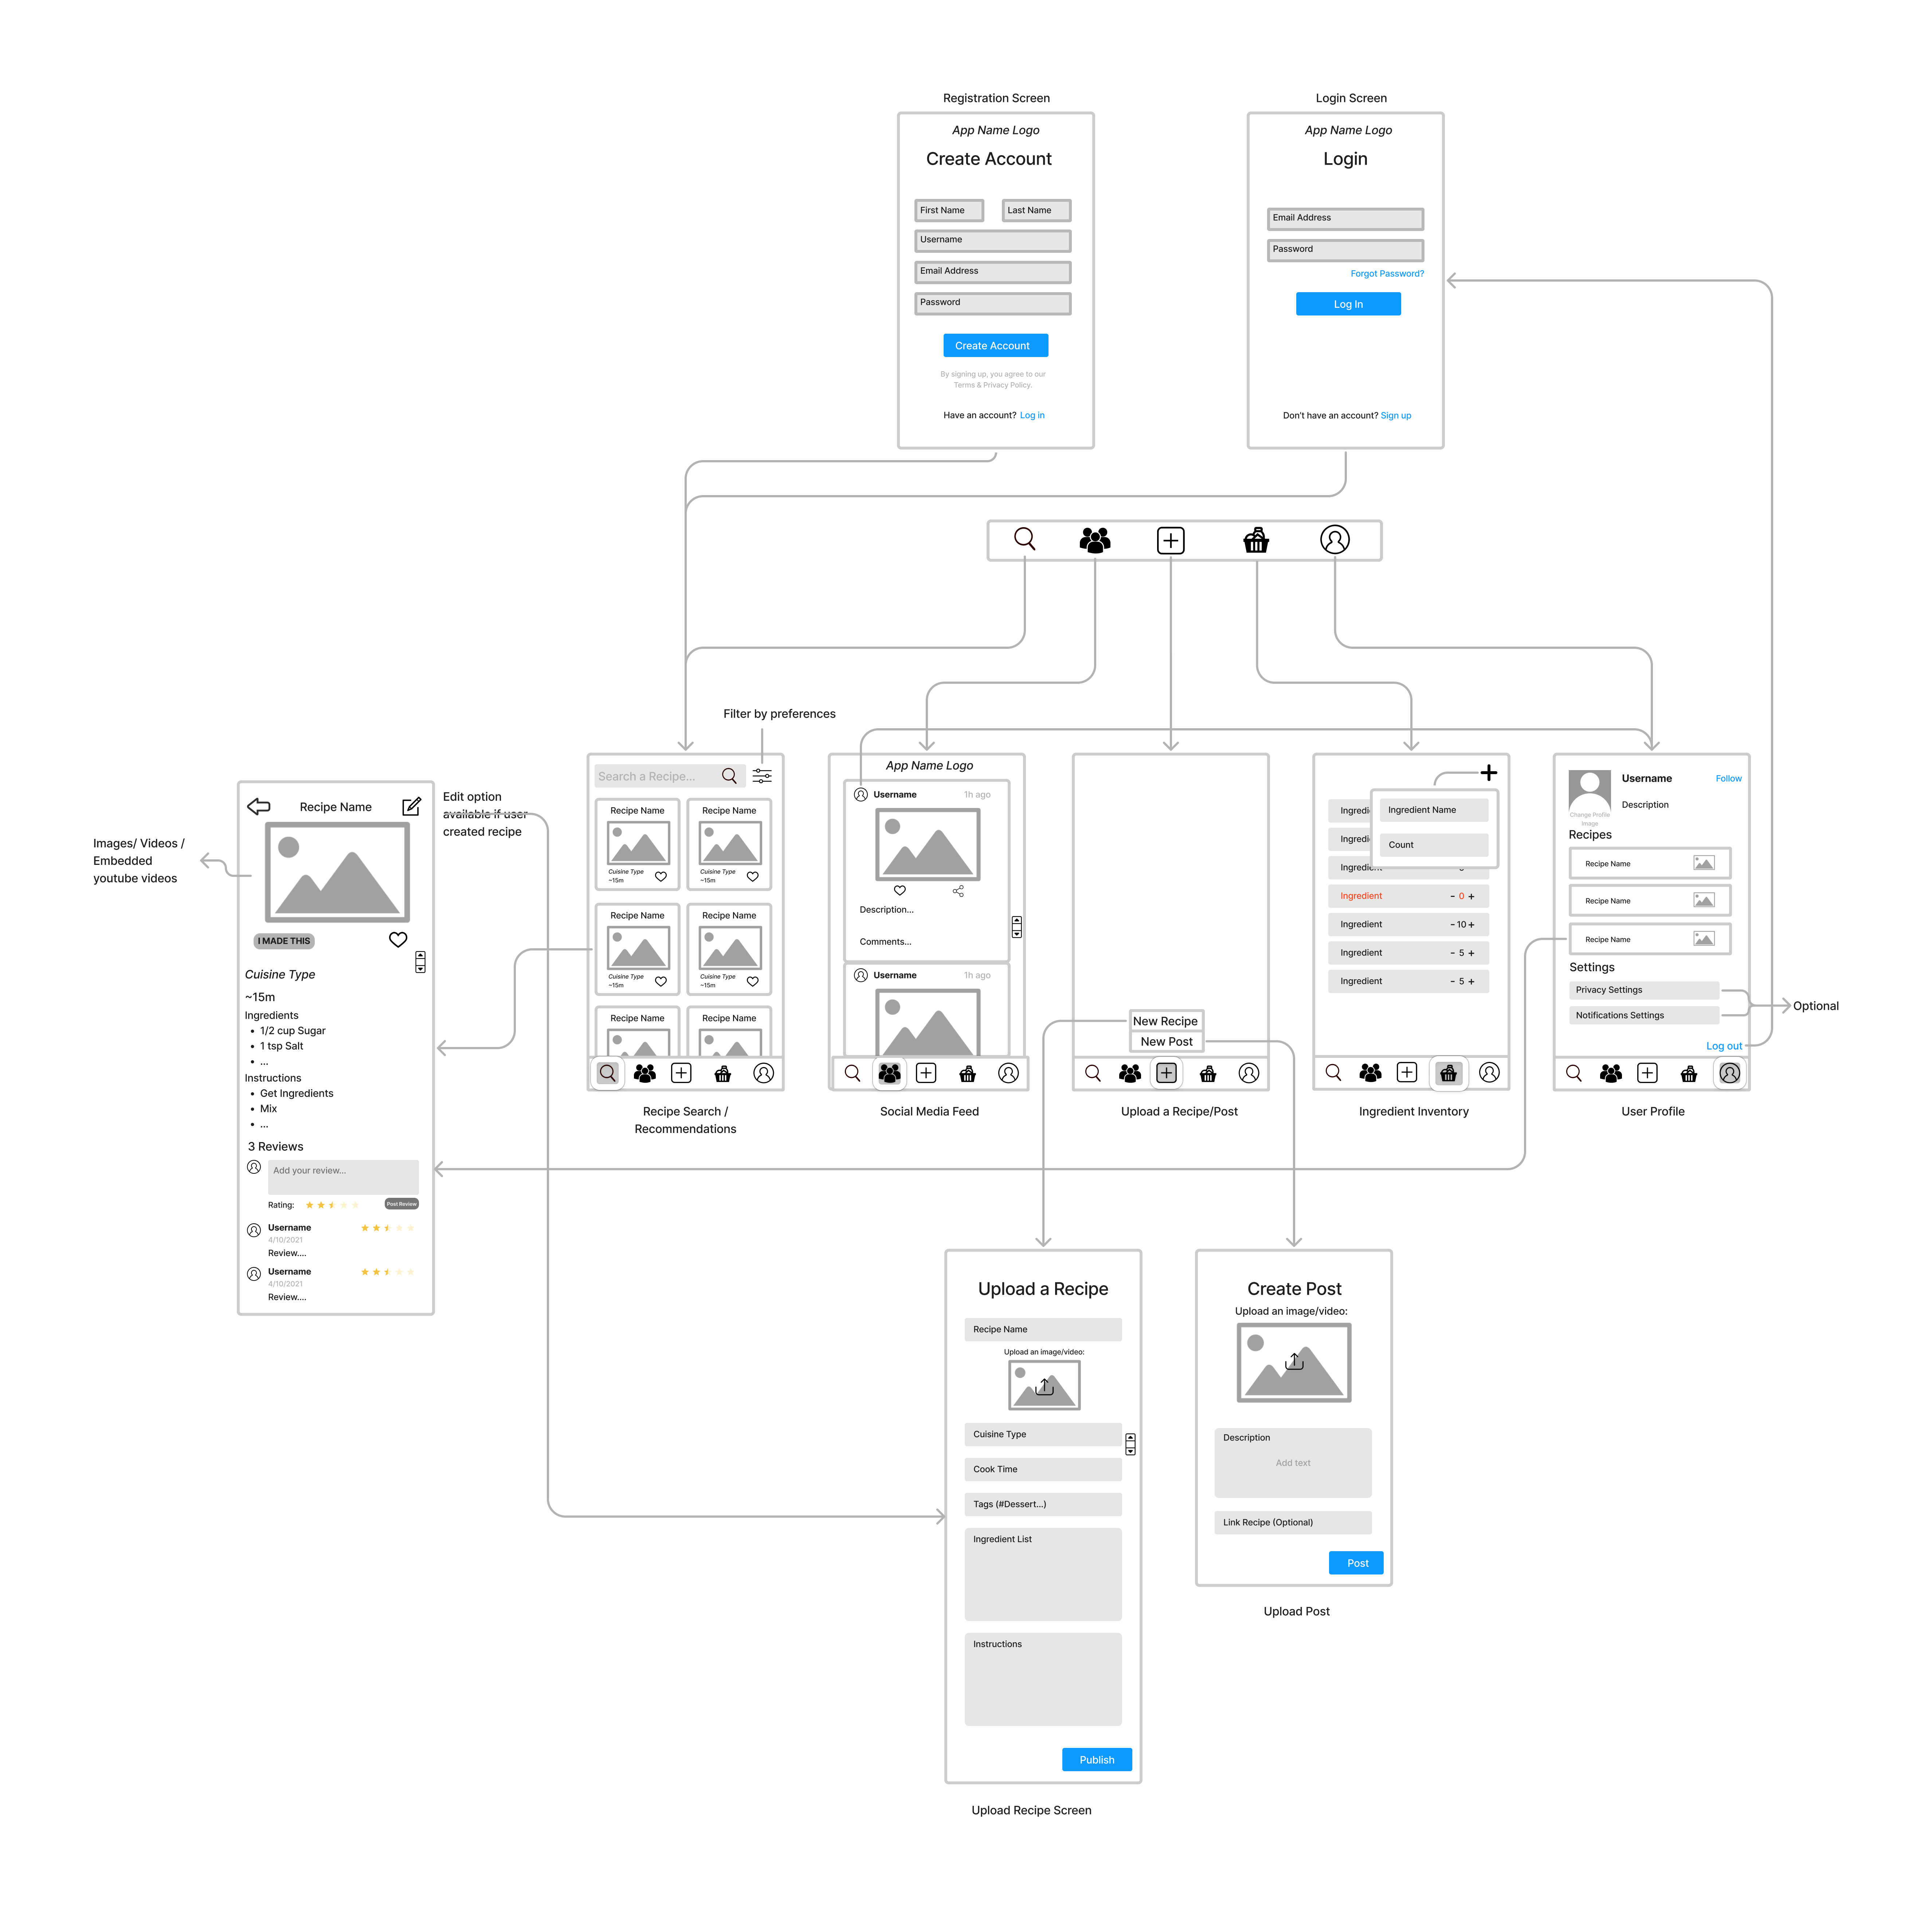 Registration Screen
App Name Logo
Create Account
First Name
Last Name
Username
Email Address
Password
Create Account
By signing up, you agree to our
Terms & Privacy Policy.
Have an account? Log in
Login Screen
App Name Logo
Login
Email Address
Password
Forgot Password?
Log In
Don't have an account? Sign up
Images/ Videos /
Embedded
youtube videos
Recipe Name
I MADE THIS
Cuisine Type
~15m
Ingredients
• 1/2 cup Sugar
• 1 tsp Salt
• ...
Instructions
• Get Ingredients
• Mix
• ...
3 Reviews
Add your review...
Rating:
Post Review
Username
4/10/2021
Review....
Username
4/10/2021
Review....
Edit option
available if user
created recipe
Filter by preferences
Search a Recipe...
Recipe Name
Cuisine Type
~15m
Recipe Name
Cuisine Type
~15m
Recipe Name
Cuisine Type
~15m
Recipe Name
Cuisine Type
~15m
Recipe Name
Recipe Name
Recipe Search /
Recommendations
App Name Logo
Username 1h ago
Description...
Comments...
Username 1h ago
Social Media Feed
New Recipe
New Post
Upload a Recipe/Post
Ingredient Name
Count
Ingredi
Ingredi
Ingredien
Ingredient - 0 +
Ingredient - 10 +
Ingredient - 5 +
Ingredient - 5 +
Ingredient Inventory
Username
Follow
Description
Change Profile
Image
Recipes
Recipe Name
Recipe Name
Recipe Name
Settings
Privacy Settings
Notifications Settings
Log out
User Profile
Optional
Upload a Recipe
Recipe Name
Upload an image/video:
Cuisine Type
Cook Time
Tags (#Dessert...)
Ingredient List
Instructions
Publish
Upload Recipe Screen
Create Post
Upload an image/video:
Description
Add text
Link Recipe (Optional)
Post
Upload Post